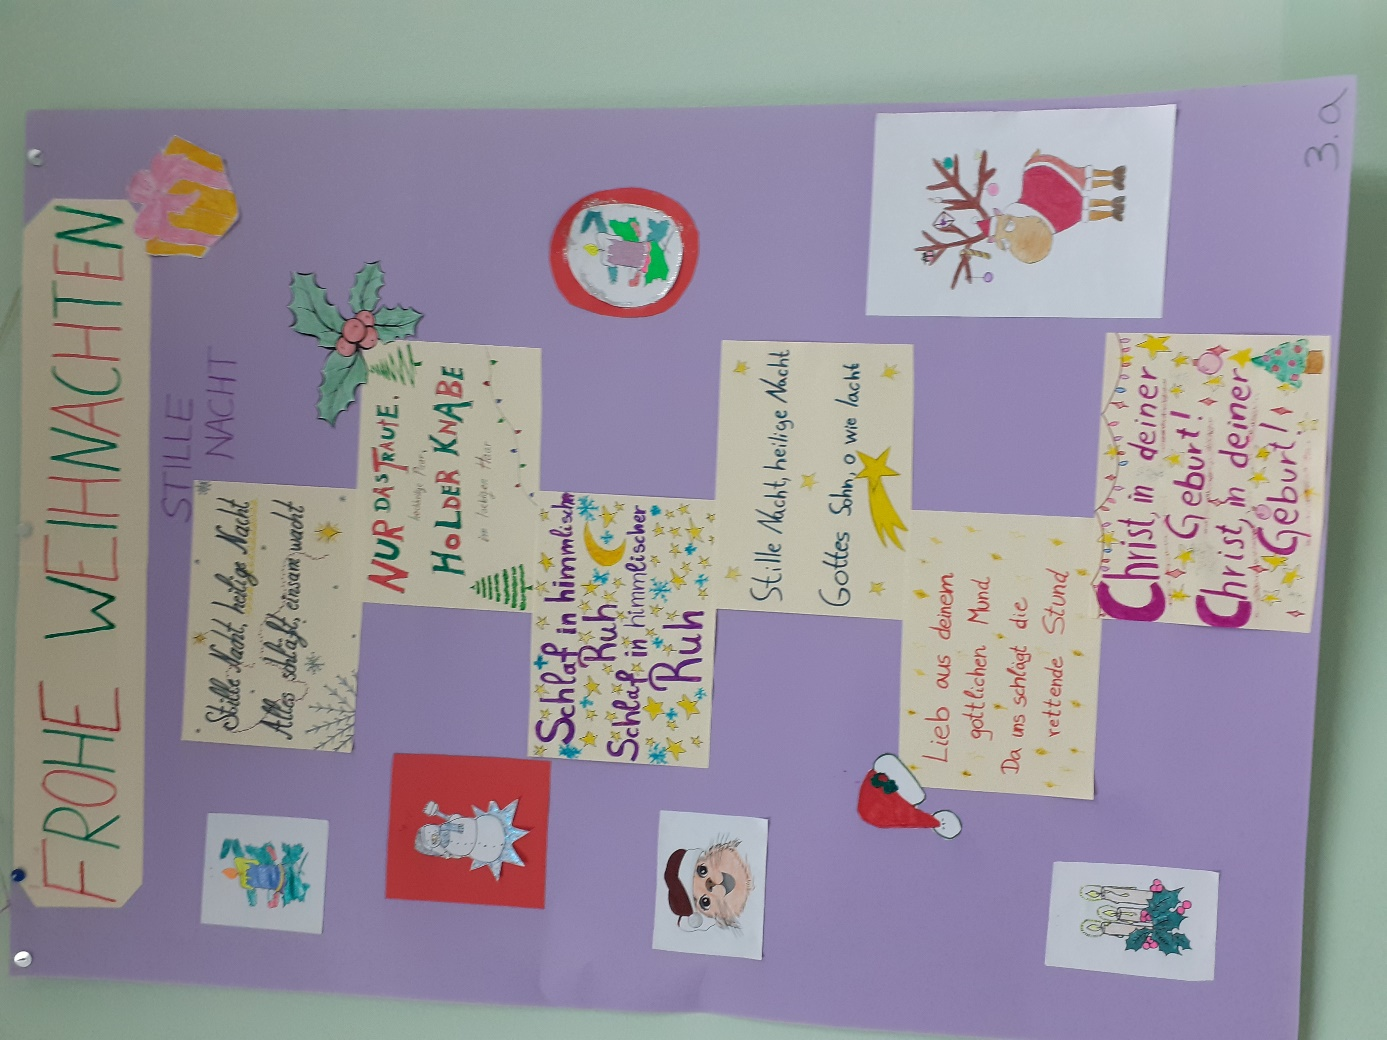 FROHE WEIHNACHTEN
STILLE
NACHT
Stille Nacht, heilige Nacht
Alles schläft, einsam wacht
NUR DAS TRAUTE,
hochheilige Paar,
HOLDER KNABE
im lockigen Haar
Schlaf in himmlischer
Ruh
Schlaf in himmlischer
Ruh
Stille Nacht, heilige Nacht
Gottes Sohn, o wie lacht
Lieb aus deinem
göttlichen Mund
Da uns schlägt die
rettende Stund
Christ, in deiner
Geburt!
Christ, in deiner
Geburt!
3.a